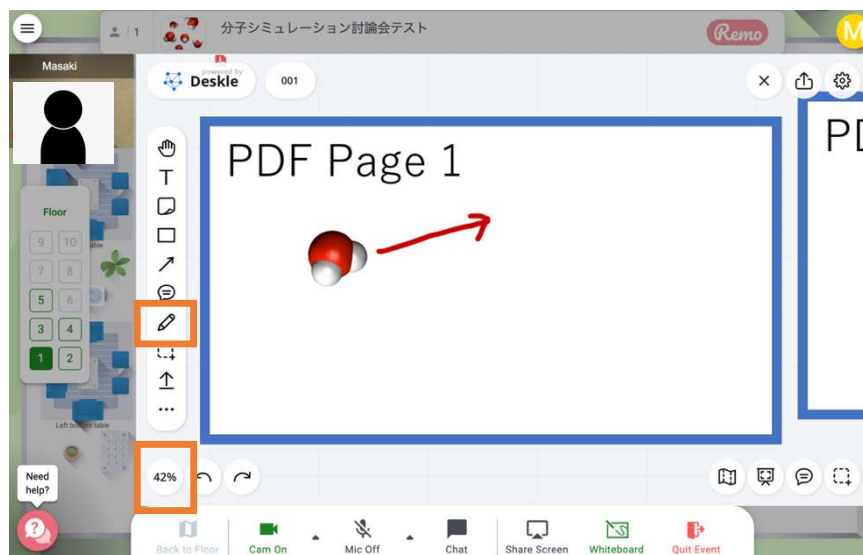 1
分子シミュレーション討論会テスト
Remo
M
Masaki
powered by
Deskle
001
PDF Page 1
PD
T
Floor
9 10
7 8
5 6
3 4
1 2
able
Left bottom table
42%
Need
help?
?
Back to Floor
Cam On
Mic Off
Chat
Share Screen
Whiteboard
Quit Event